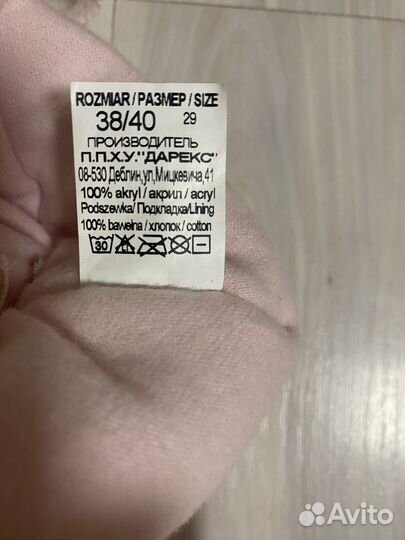 ROZMIAR / РАЗМЕР / SIZE
38/40 29
ПРОИЗВОДИТЕЛЬ
П.П.Х.У."ДАРЕКС"
08-530 Деблин,ул,Мицкевича,41
100% akryl / акрил / acryl
Podszewka/ Подкладка/Lining
100% bawełna / хлопок / cotton
30
Avito